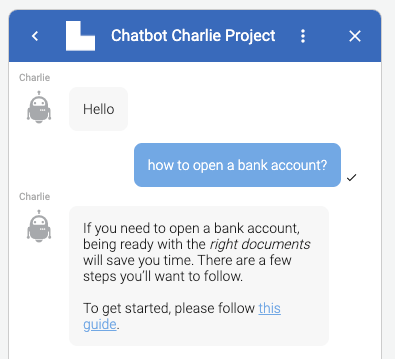 Chatbot Charlie Project
Charlie
Hello
how to open a bank account?
Charlie
If you need to open a bank account,
being ready with the right documents
will save you time. There are a few
steps you'll want to follow.
To get started, please follow this
guide.